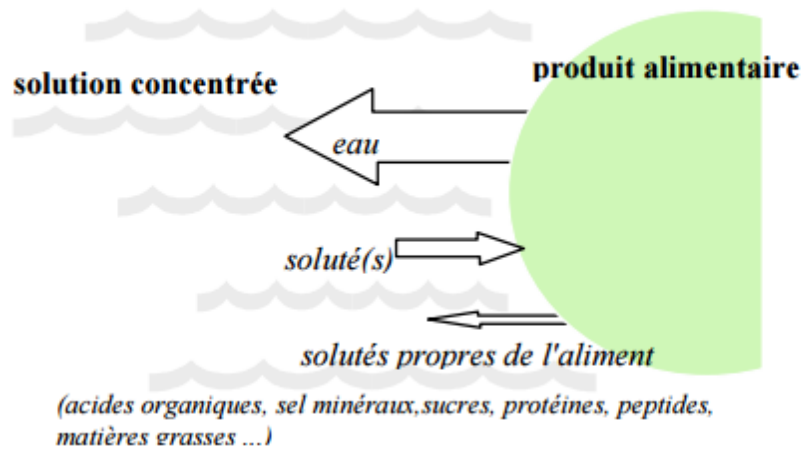 produit alimentaire
solution concentrée
eau
soluté(s)
solutés propres de l'aliment
(acides organiques, sel minéraux,sucres, protéines, peptides,
matières grasses ...)